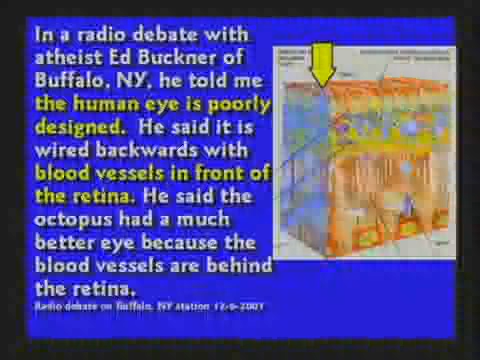 In a radio debate with
atheist Ed Buckner of
Buffalo, NY, he told me
the human eye is poorly
designed. He said it is
wired backwards with
blood vessels in front of
the retina. He said the
octopus had a much
better eye because the
blood vessels are behind
the retina.
Radio debate on Buffalo, NY station 12-6-2001